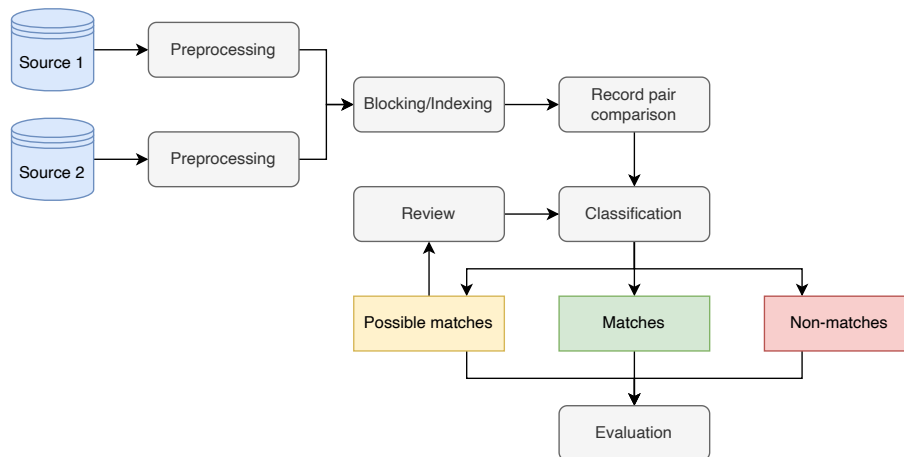 Source 1
Preprocessing
Blocking/Indexing
Record pair
comparison
Source 2
Preprocessing
Review
Classification
Possible matches
Matches
Non-matches
Evaluation